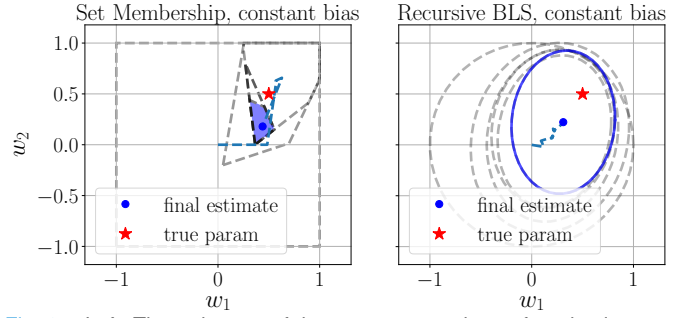 Set Membership, constant bias
Recursive BLS, constant bias
1.0
0.5
0.0
−0.5
−1.0
w2
final estimate
true param
final estimate
true param
−1
0
1
−1
0
1
w1
w1